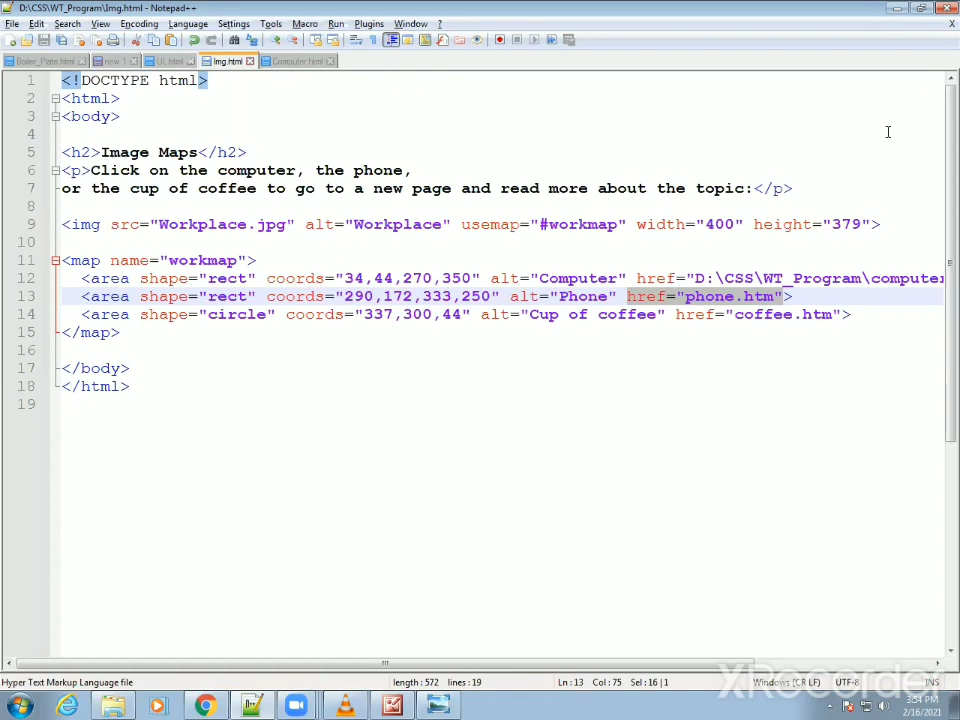 D:\CSS\WT_Program\Img.html - Notepad++
File Edit Search View Encoding Language Settings Tools Macro Run Plugins Window ? X
Boiler_Plate.html new 1 UL.html Img.html Computer.html
1 <!DOCTYPE html>
2 <html>
3 <body>
4
5 <h2>Image Maps</h2>
6 <p>Click on the computer, the phone,
7 or the cup of coffee to go to a new page and read more about the topic:</p>
8
9 <img src="Workplace.jpg" alt="Workplace" usemap="#workmap" width="400" height="379">
10
11 <map name="workmap">
12 <area shape="rect" coords="34,44,270,350" alt="Computer" href="D:\CSS\WT_Program\computer
13 <area shape="rect" coords="290,172,333,250" alt="Phone" href="phone.htm">
14 <area shape="circle" coords="337,300,44" alt="Cup of coffee" href="coffee.htm">
15 </map>
16
17 </body>
18 </html>
19
Hyper Text Markup Language file length : 572 lines : 19 Ln : 13 Col : 75 Sel : 16 | 1 Windows (CR LF) UTF-8 INS
XRecorder
3:54 PM
2/16/2021